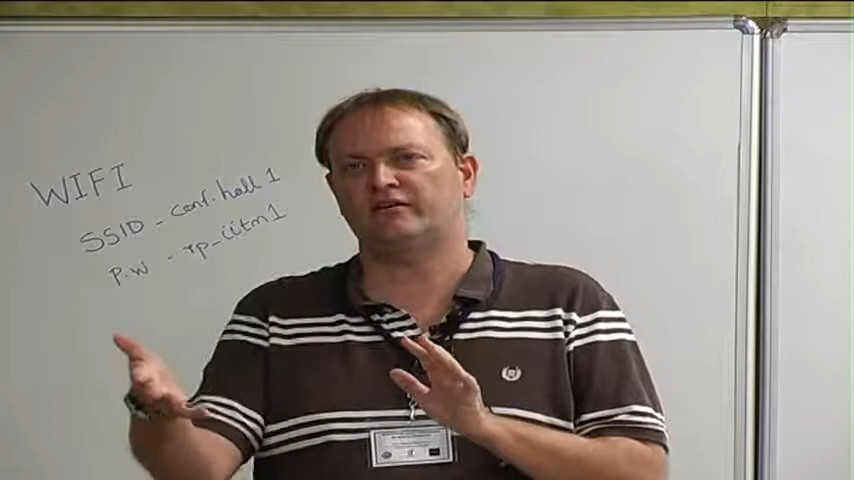 WIFI
SSID - conf.hall 1
P.W - rp_iitm1